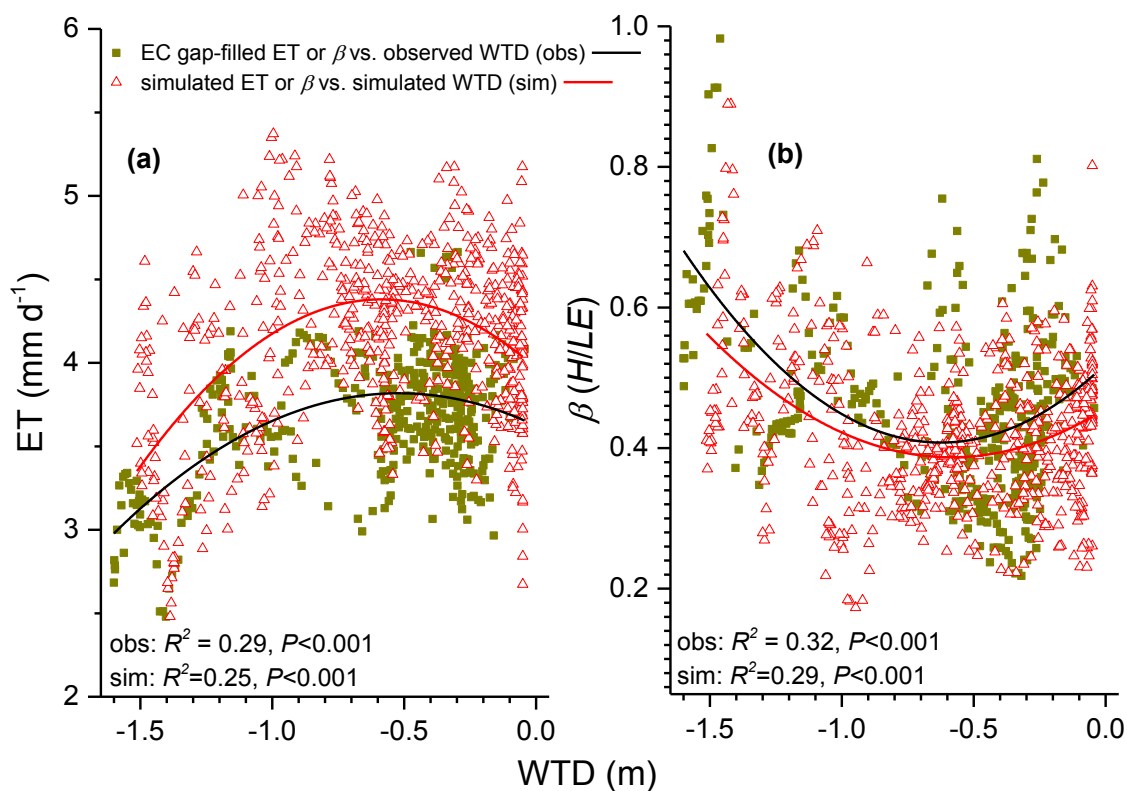 EC gap-filled ET or β vs. observed WTD (obs)
simulated ET or β vs. simulated WTD (sim)
(a)
ET (mm d⁻¹)
6
5
4
3
2
obs: R² = 0.29, P<0.001
sim: R²=0.25, P<0.001
-1.5 -1.0 -0.5 0.0
(b)
β (H/LE)
1.0
0.8
0.6
0.4
0.2
obs: R² = 0.32, P<0.001
sim: R²=0.29, P<0.001
-1.5 -1.0 -0.5 0.0
WTD (m)